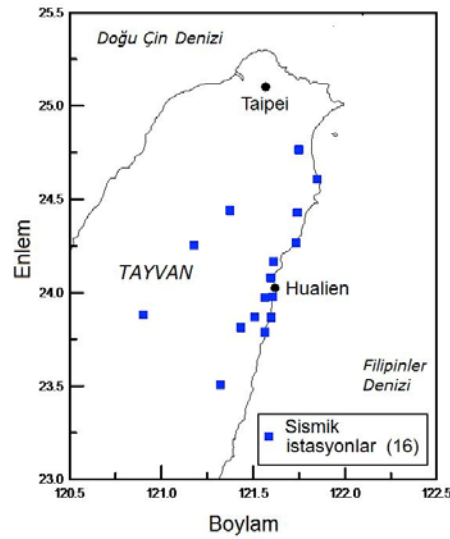 Doğu Çin Denizi
Taipei
TAYVAN
Hualien
Filipinler
Denizi
Sismik
istasyonlar (16)
Enlem
25.5
25.0
24.5
24.0
23.5
23.0
120.5
121.0
121.5
122.0
122.5
Boylam